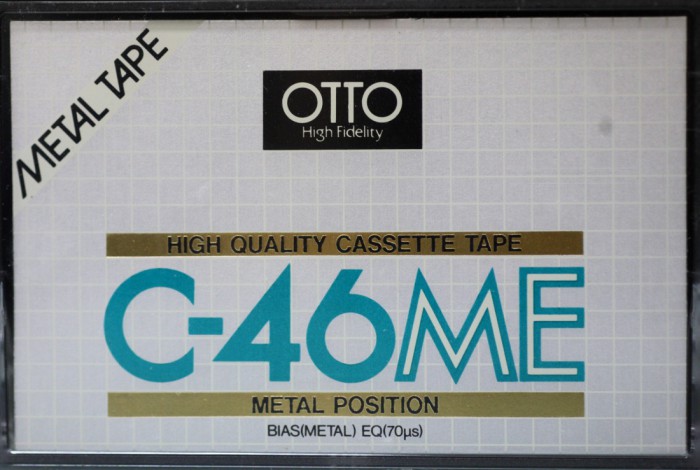 METAL TAPE
OTTO
High Fidelity
HIGH QUALITY CASSETTE TAPE
C-46ME
METAL POSITION
BIAS(METAL) EQ(70µs)